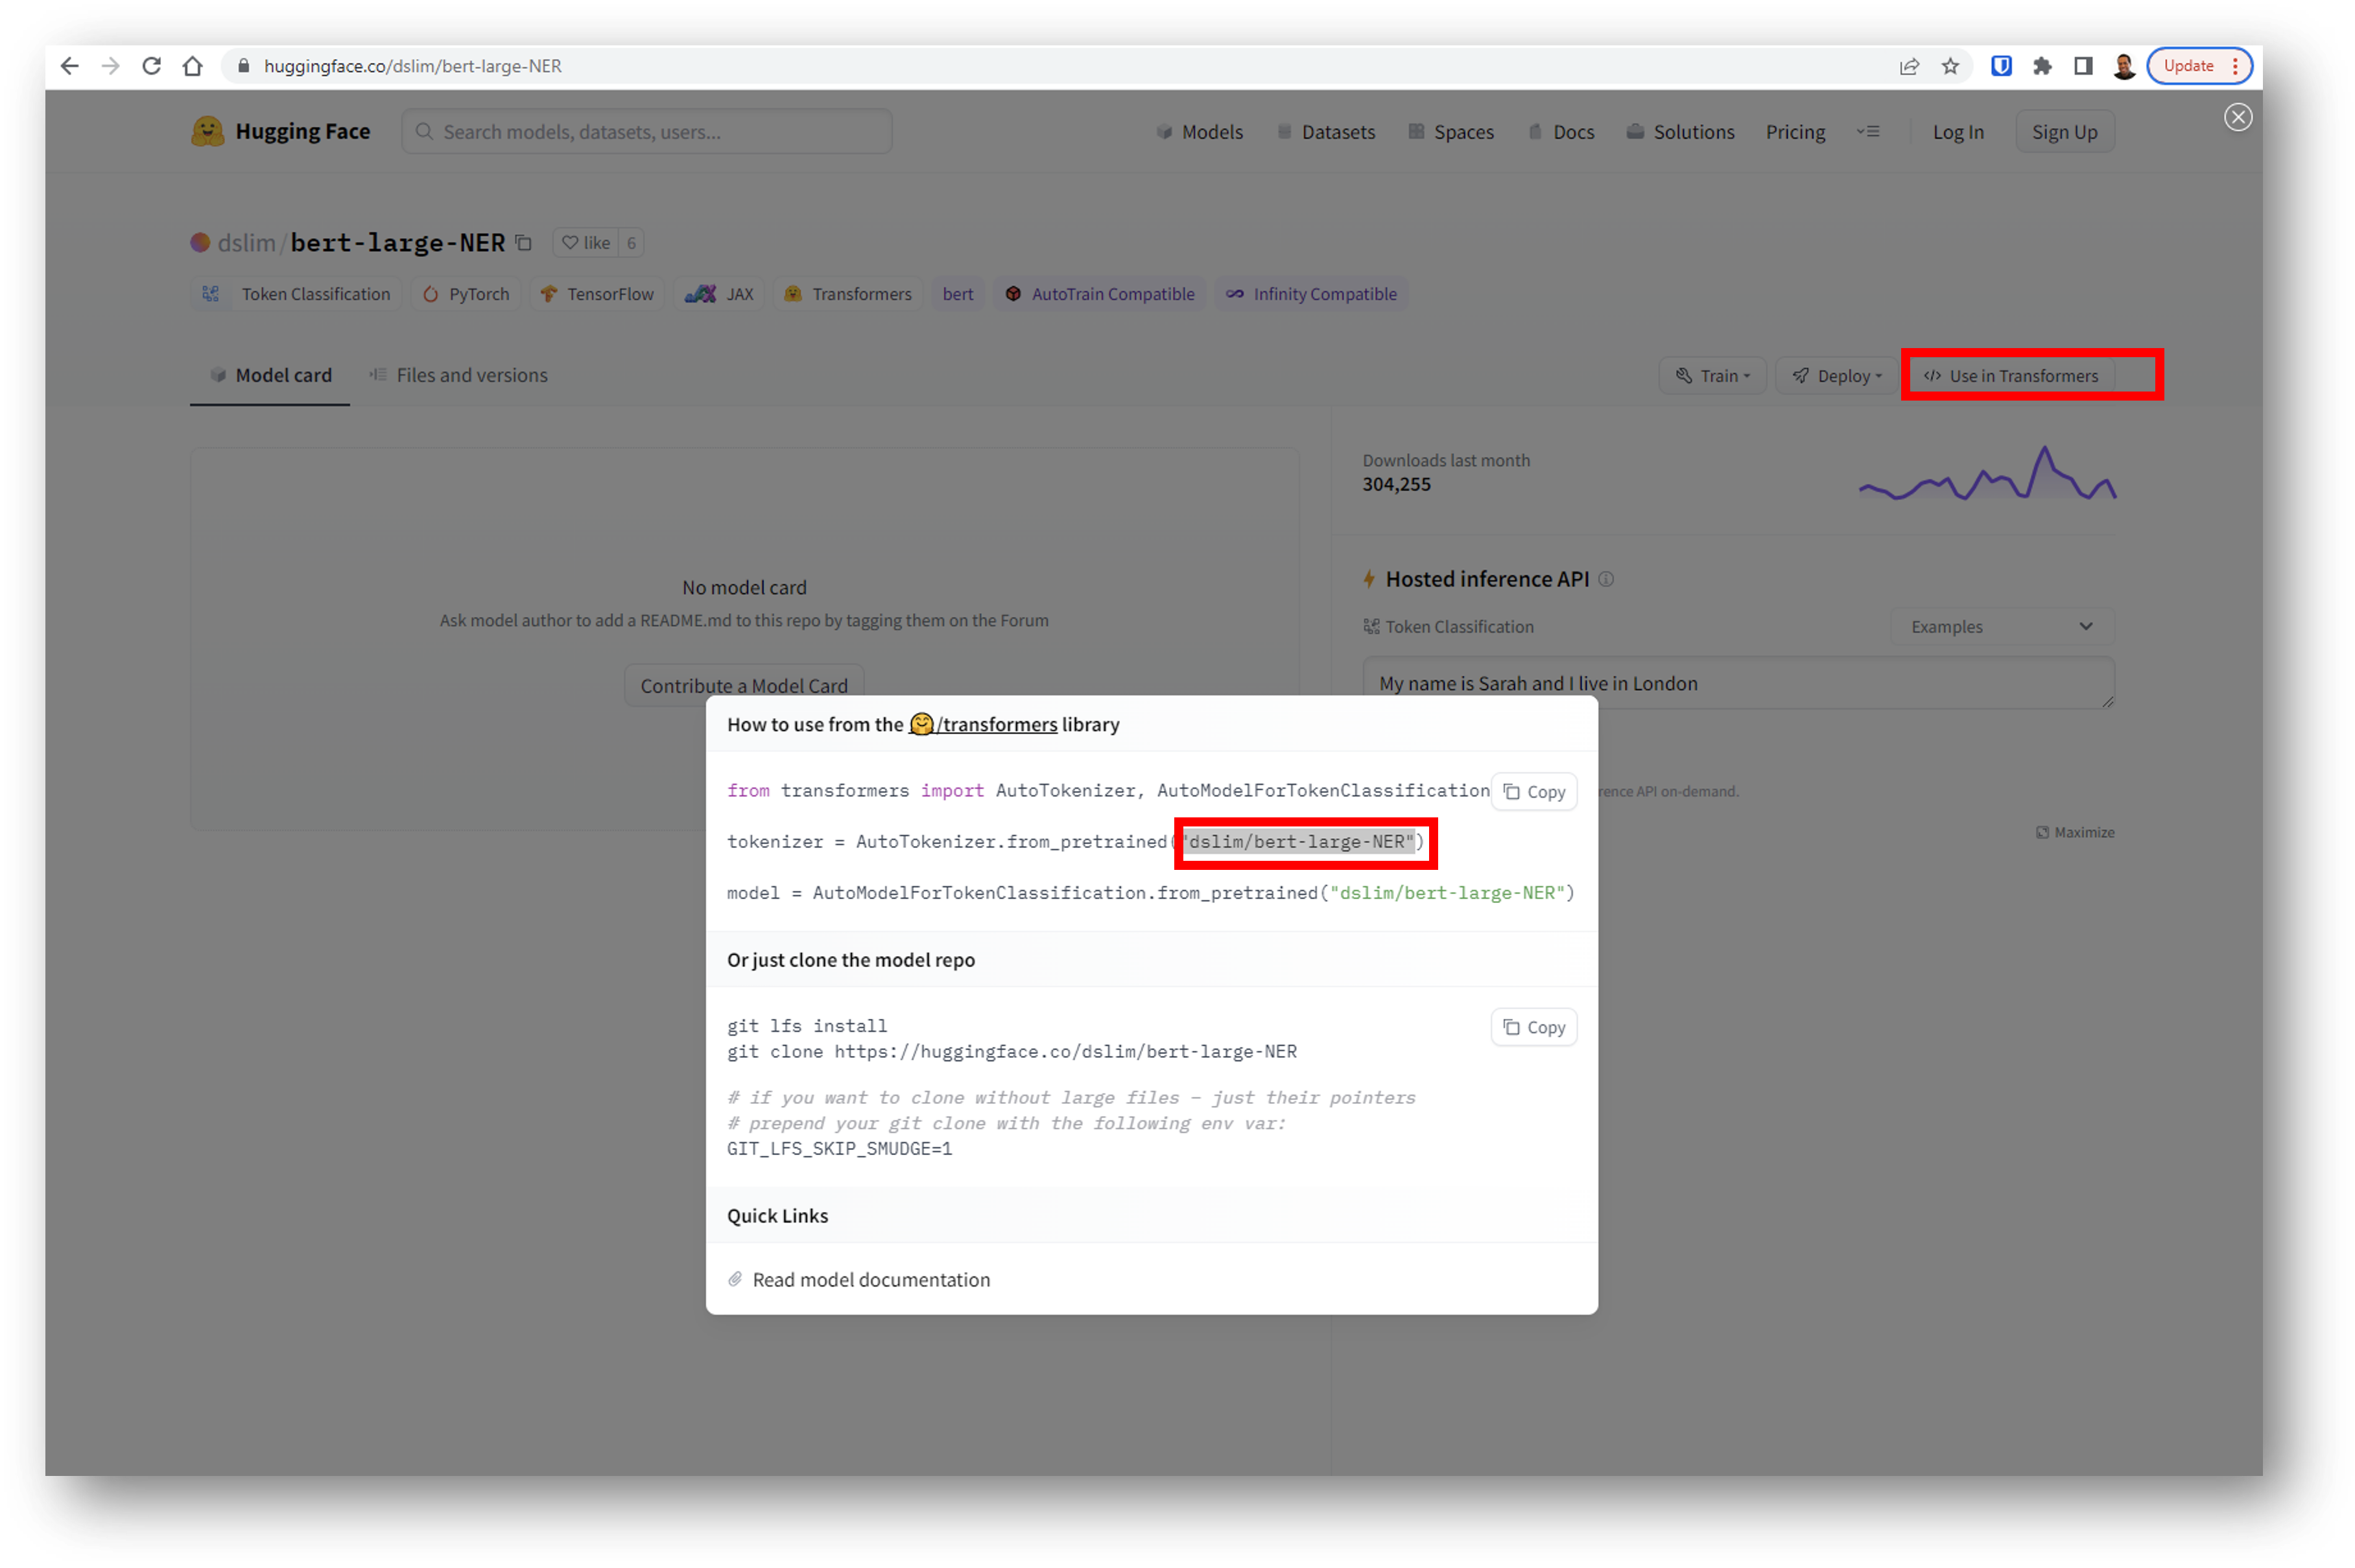 huggingface.co/dslim/bert-large-NER
Update
Hugging Face
Search models, datasets, users...
Models
Datasets
Spaces
Docs
Solutions
Pricing
Log In
Sign Up
dslim/bert-large-NER
like
6
Token Classification
PyTorch
TensorFlow
JAX
Transformers
bert
AutoTrain Compatible
Infinity Compatible
Model card
Files and versions
Train
Deploy
</> Use in Transformers
Downloads last month
304,255
No model card
Ask model author to add a README.md to this repo by tagging them on the Forum
Contribute a Model Card
Hosted inference API
Token Classification
Examples
My name is Sarah and I live in London
rence API on-demand.
Maximize
How to use from the 🤗/transformers library
from transformers import AutoTokenizer, AutoModelForTokenClassification
Copy
tokenizer = AutoTokenizer.from_pretrained("dslim/bert-large-NER")
model = AutoModelForTokenClassification.from_pretrained("dslim/bert-large-NER")
Or just clone the model repo
git lfs install
Copy
git clone https://huggingface.co/dslim/bert-large-NER
# if you want to clone without large files – just their pointers
# prepend your git clone with the following env var:
GIT_LFS_SKIP_SMUDGE=1
Quick Links
Read model documentation